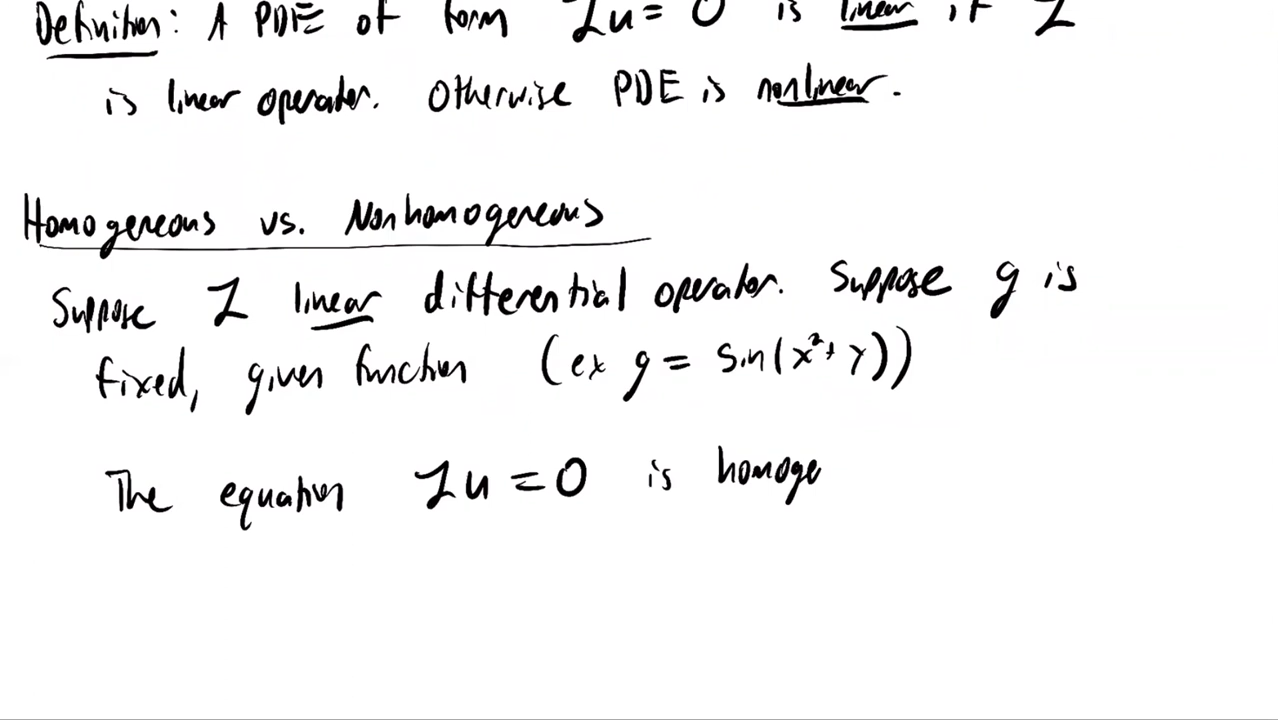 Definition: A PDE of form ℒu = 0 is linear if ℒ
is linear operator. Otherwise PDE is nonlinear.
Homogeneous vs. Nonhomogeneous
Suppose ℒ linear differential operator. Suppose g is
fixed, given function (ex g = sin(x²+y))
The equation ℒu = 0 is homoge